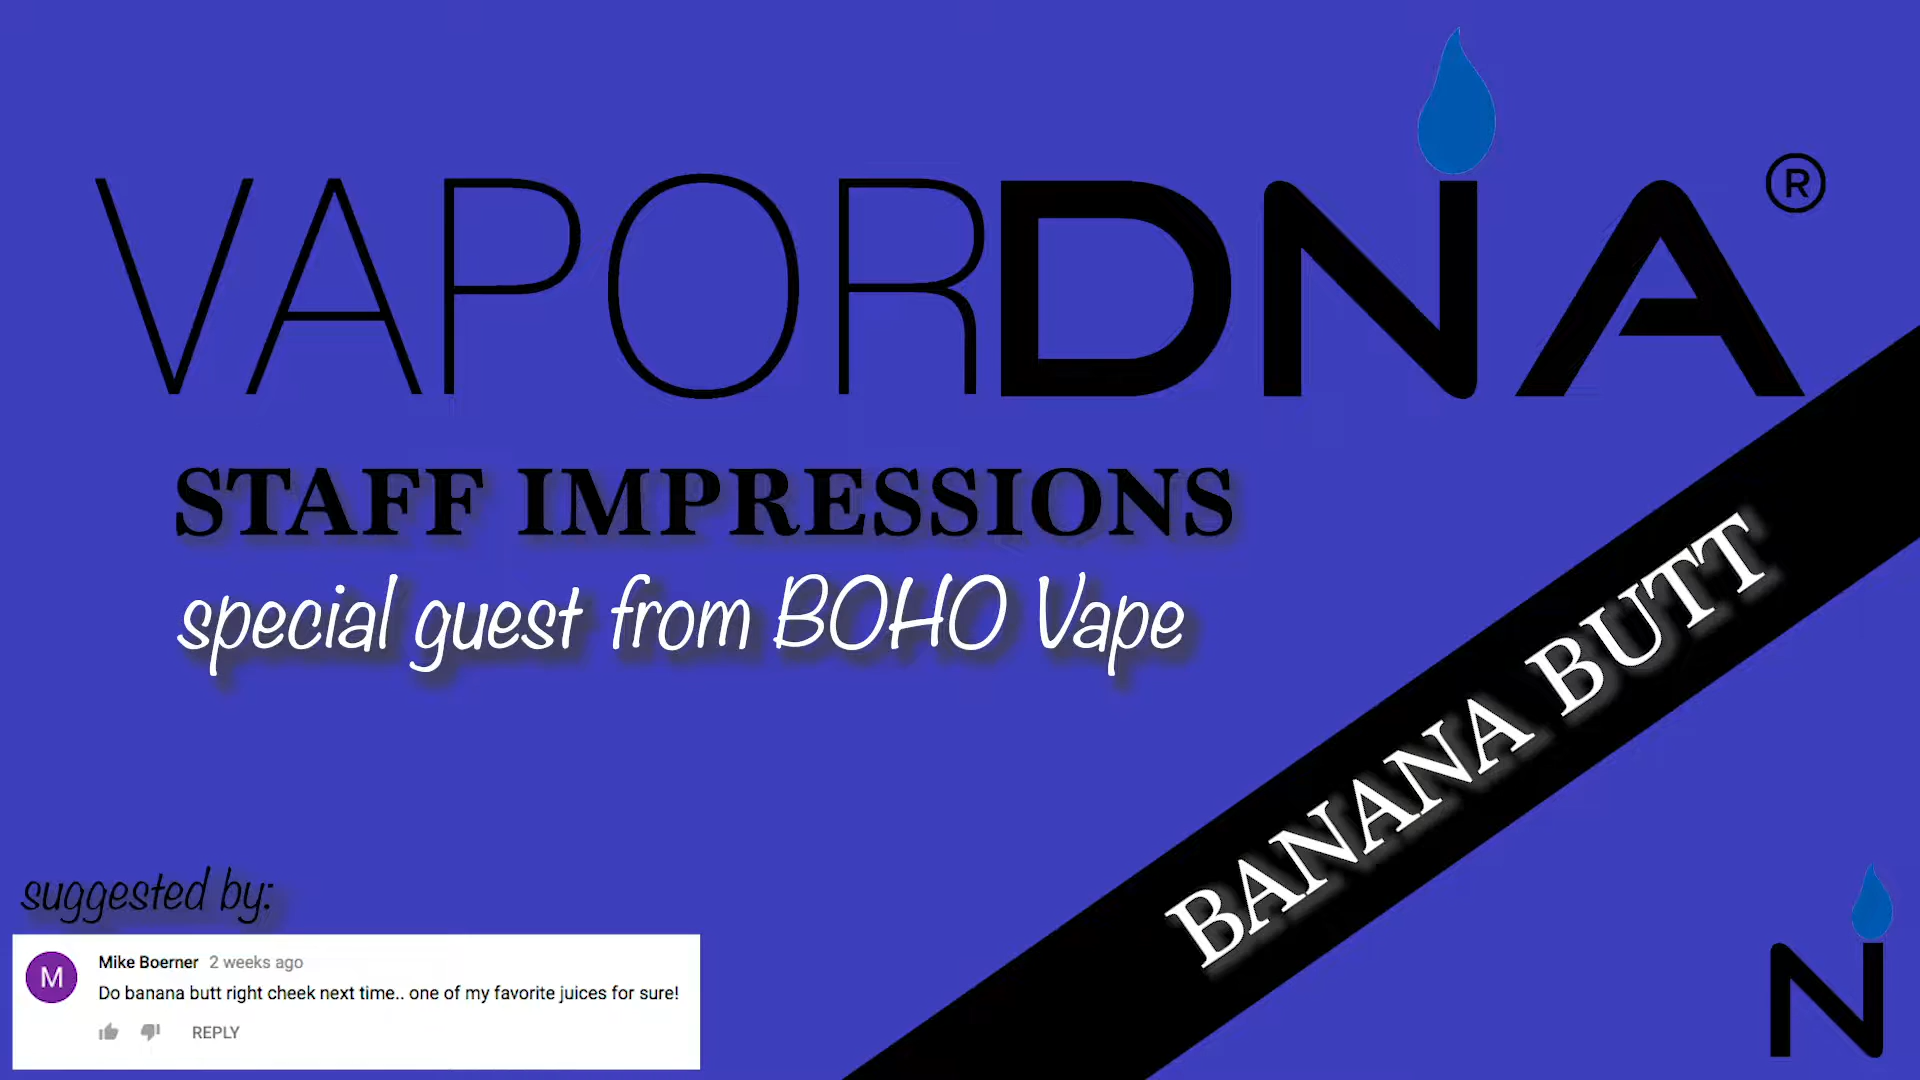 VAPORDNA®
STAFF IMPRESSIONS
special guest from BOHO Vape
BANANA BUTT
suggested by:
M
Mike Boerner 2 weeks ago
Do banana butt right cheek next time.. one of my favorite juices for sure!
REPLY
N